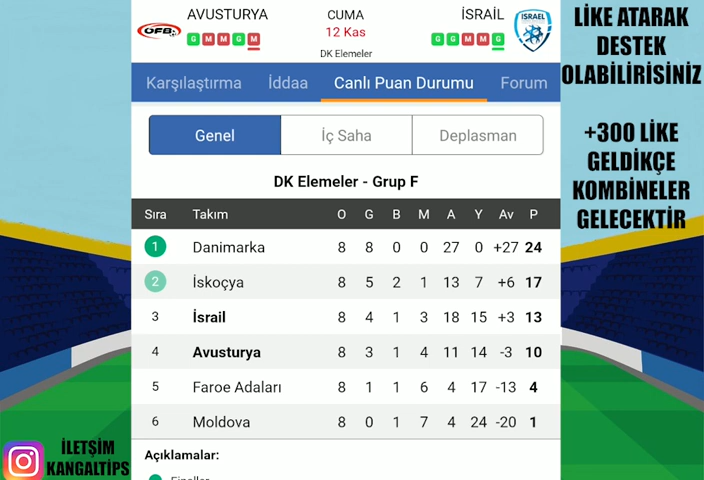 AVUSTURYA
G M M G M
ÖFB
CUMA
12 Kas
DK Elemeler
İSRAİL
G G M M G
ISRAEL
LİKE ATARAK
DESTEK
OLABİLİRİSİNİZ
+300 LİKE
GELDİKÇE
KOMBİNELER
GELECEKTİR
Karşılaştırma İddaa Canlı Puan Durumu Forum
Genel İç Saha Deplasman
DK Elemeler - Grup F
Sıra Takım O G B M A Y Av P
1 Danimarka 8 8 0 0 27 0 +27 24
2 İskoçya 8 5 2 1 13 7 +6 17
3 İsrail 8 4 1 3 18 15 +3 13
4 Avusturya 8 3 1 4 11 14 -3 10
5 Faroe Adaları 8 1 1 6 4 17 -13 4
6 Moldova 8 0 1 7 4 24 -20 1
Açıklamalar:
İLETŞİM
KANGALTİPS